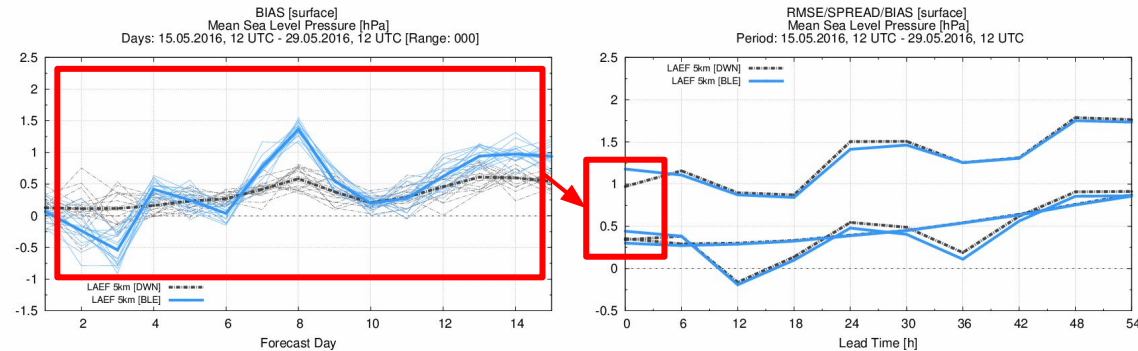 BIAS [surface]
Mean Sea Level Pressure [hPa]
Days: 15.05.2016, 12 UTC - 29.05.2016, 12 UTC [Range: 000]
2.5
2
1.5
1
0.5
0
-0.5
-1
-1.5
LAEF 5km [DWN]
LAEF 5km [BLE]
2 4 6 8 10 12 14
Forecast Day
RMSE/SPREAD/BIAS [surface]
Mean Sea Level Pressure [hPa]
Period: 15.05.2016, 12 UTC - 29.05.2016, 12 UTC
LAEF 5km [DWN]
LAEF 5km [BLE]
2.5
2
1.5
1
0.5
0
-0.5
0 6 12 18 24 30 36 42 48 54
Lead Time [h]